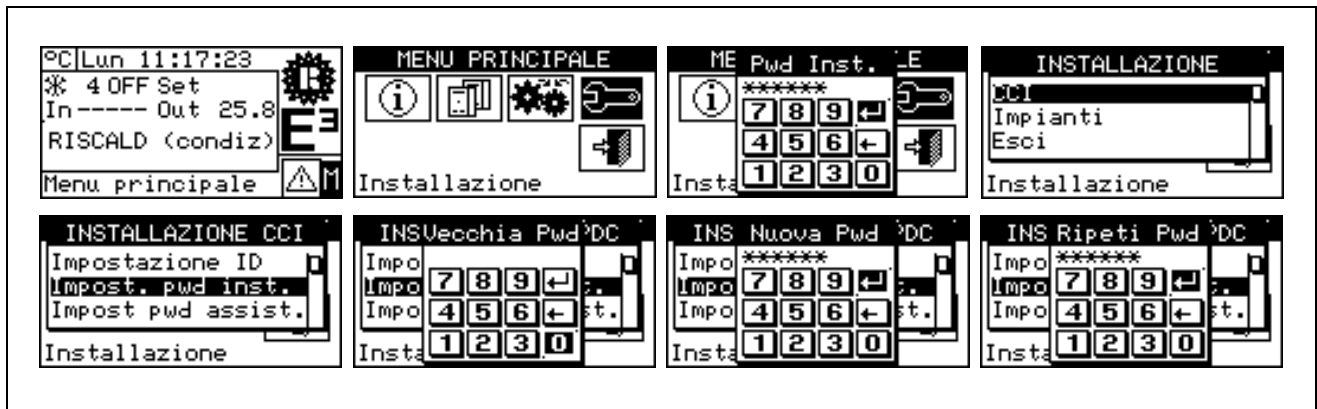 °C Lun 11:17:23
4 OFF Set
In ----- Out 25.8
RISCALD (condiz)
E³
Menu principale M
MENU PRINCIPALE
Installazione
ME Pwd Inst. LE
******
7 8 9
4 5 6
1 2 3 0
Insta
INSTALLAZIONE
CCI
Impianti
Esci
Installazione
INSTALLAZIONE CCI
Impostazione ID
Impost. pwd inst.
Impost pwd assist.
Installazione
INS Vecchia Pwd DC
Impo
7 8 9
Impo
Impo 4 5 6 st.
1 2 3 0
Insta
INS Nuova Pwd DC
Impo ******
7 8 9
Impo
Impo 4 5 6 st.
1 2 3 0
Insta
INS Ripeti Pwd DC
Impo ******
7 8 9
Impo
Impo 4 5 6 st.
1 2 3 0
Insta